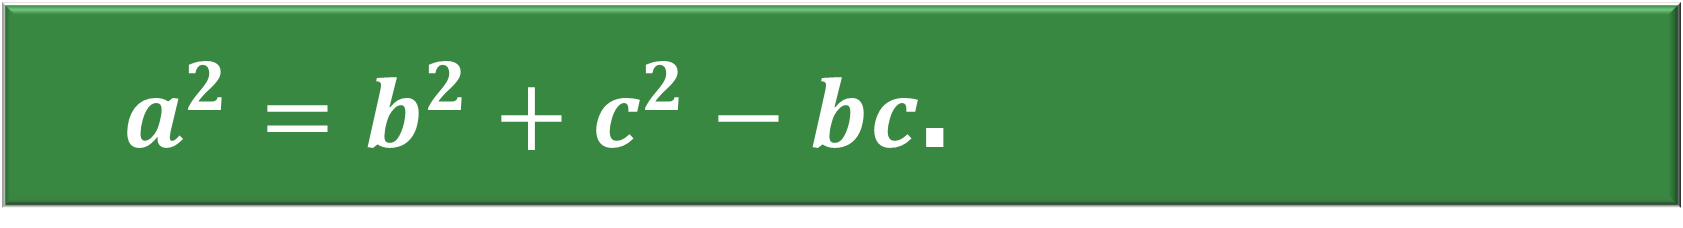 a² = b² + c² − bc.